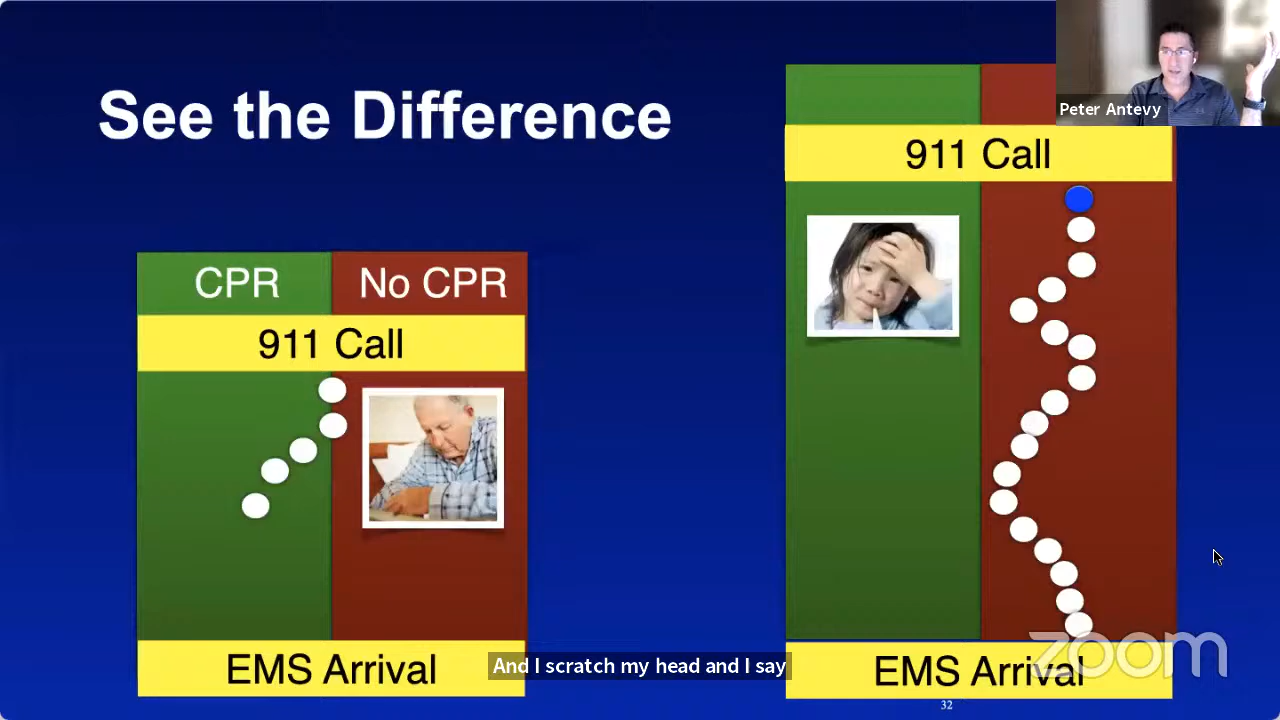 See the Difference
CPR
No CPR
911 Call
EMS Arrival
911 Call
EMS Arrival
Peter Antevy
And I scratch my head and I say
zoom
32